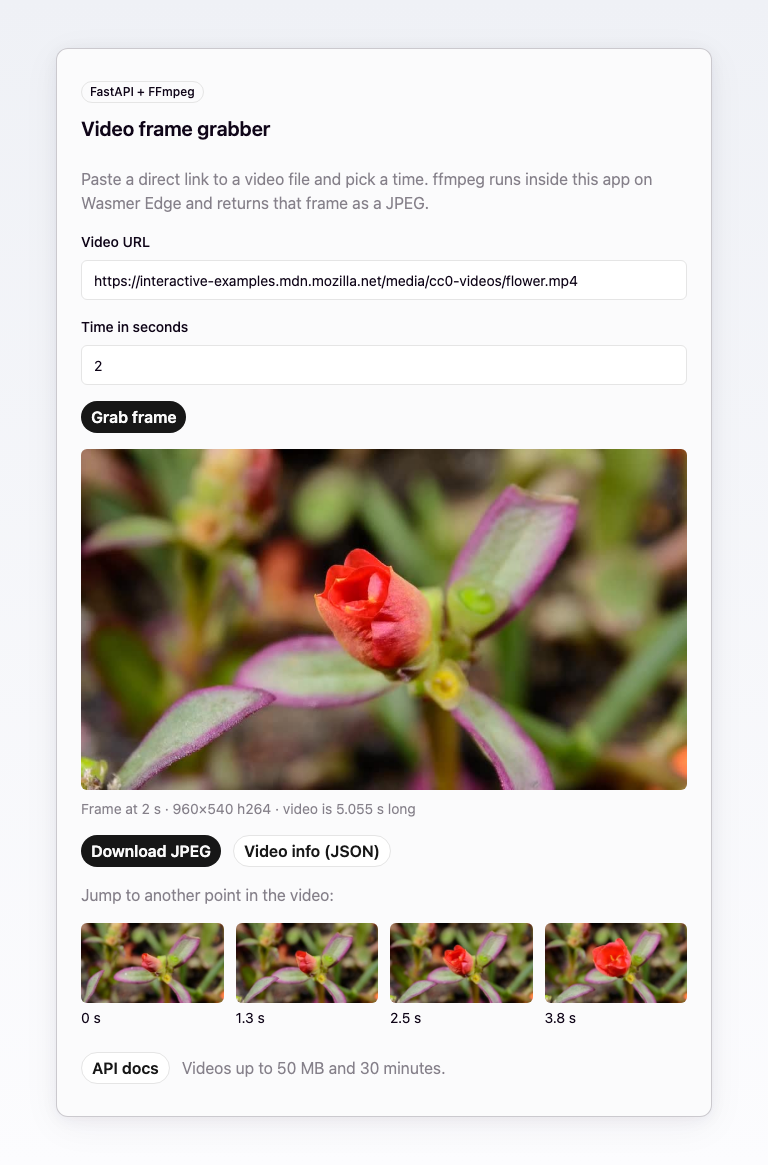 FastAPI + FFmpeg
Video frame grabber
Paste a direct link to a video file and pick a time. ffmpeg runs inside this app on
Wasmer Edge and returns that frame as a JPEG.
Video URL
https://interactive-examples.mdn.mozilla.net/media/cc0-videos/flower.mp4
Time in seconds
2
Grab frame
Frame at 2 s · 960×540 h264 · video is 5.055 s long
Download JPEG
Video info (JSON)
Jump to another point in the video:
0 s
1.3 s
2.5 s
3.8 s
API docs
Videos up to 50 MB and 30 minutes.